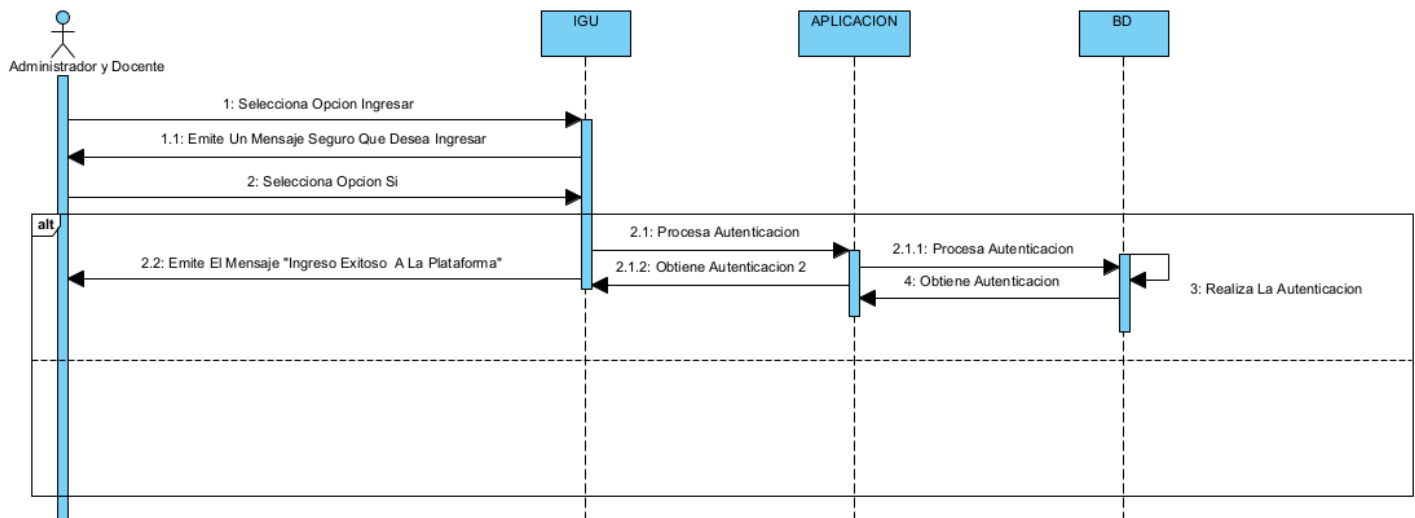 IGU
APLICACION
BD
Administrador y Docente
1: Selecciona Opcion Ingresar
1.1: Emite Un Mensaje Seguro Que Desea Ingresar
2: Selecciona Opcion Si
alt
2.1: Procesa Autenticacion
2.1.1: Procesa Autenticacion
2.2: Emite El Mensaje "Ingreso Exitoso A La Plataforma"
2.1.2: Obtiene Autenticacion 2
4: Obtiene Autenticacion
3: Realiza La Autenticacion